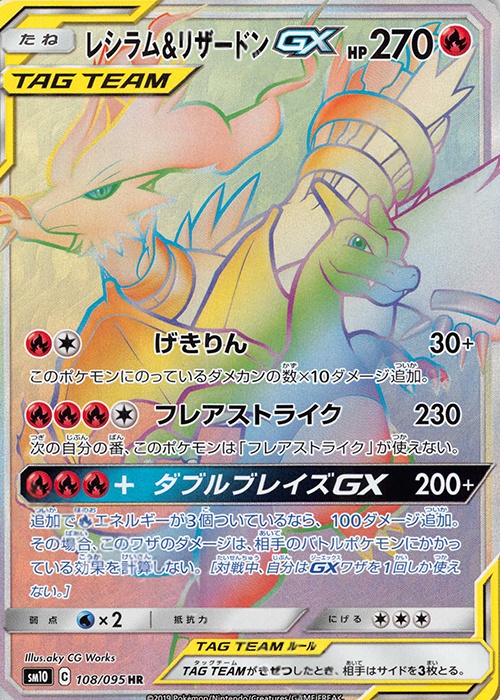 たね レシラム&リザードンGX HP270
TAG TEAM
げきりん 30+
このポケモンにのっているダメカンの数×10ダメージ追加。
フレアストライク 230
次の自分の番、このポケモンは「フレアストライク」が使えない。
+ ダブルブレイズGX 200+
追加で エネルギーが3個ついているなら、100ダメージ追加。
その場合、このワザのダメージは、相手のバトルポケモンにかかっ
ている効果を計算しない。[対戦中、自分はGXワザを1回しか使え
ない。]
弱点 ×2 抵抗力 にげる
Illus.aky CG Works
TAG TEAM ルール
sm10 C 108/095 HR
TAG TEAMがきぜつしたとき、相手はサイドを3枚とる。
©2019 Pokémon/Nintendo/Creatures/GAME FREAK